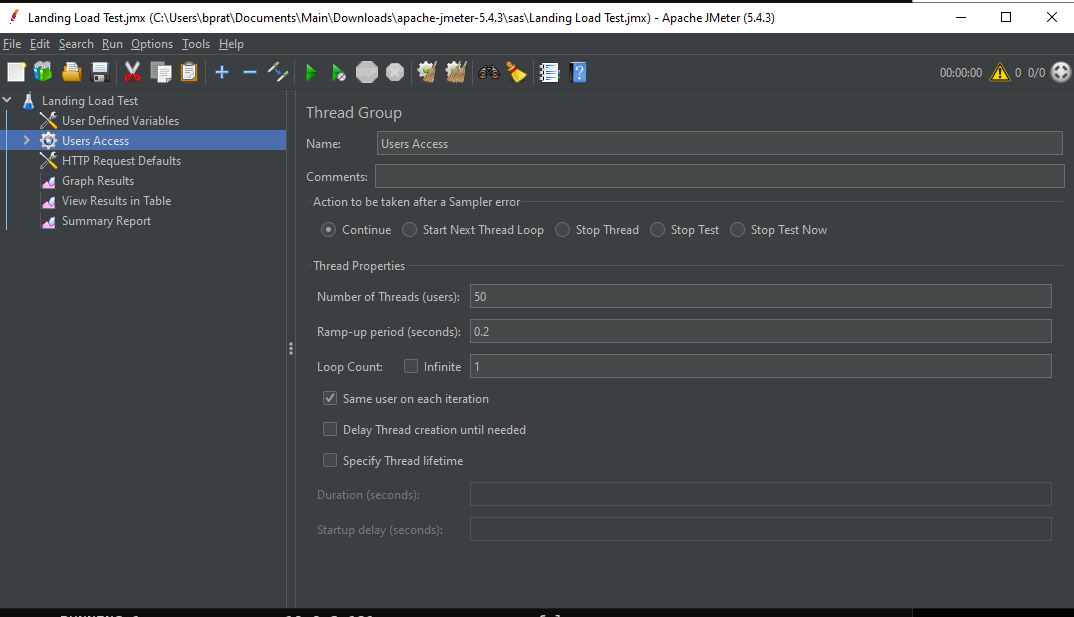 Landing Load Test.jmx (C:\Users\bprat\Documents\Main\Downloads\apache-jmeter-5.4.3\sas\Landing Load Test.jmx) - Apache JMeter (5.4.3)
File Edit Search Run Options Tools Help
STOP 00:00:00 0 0/0
Landing Load Test
User Defined Variables
Users Access
HTTP Request Defaults
Graph Results
View Results in Table
Summary Report
Thread Group
Name: Users Access
Comments:
Action to be taken after a Sampler error
Continue Start Next Thread Loop Stop Thread Stop Test Stop Test Now
Thread Properties
Number of Threads (users): 50
Ramp-up period (seconds): 0.2
Loop Count: Infinite 1
Same user on each iteration
Delay Thread creation until needed
Specify Thread lifetime
Duration (seconds):
Startup delay (seconds):